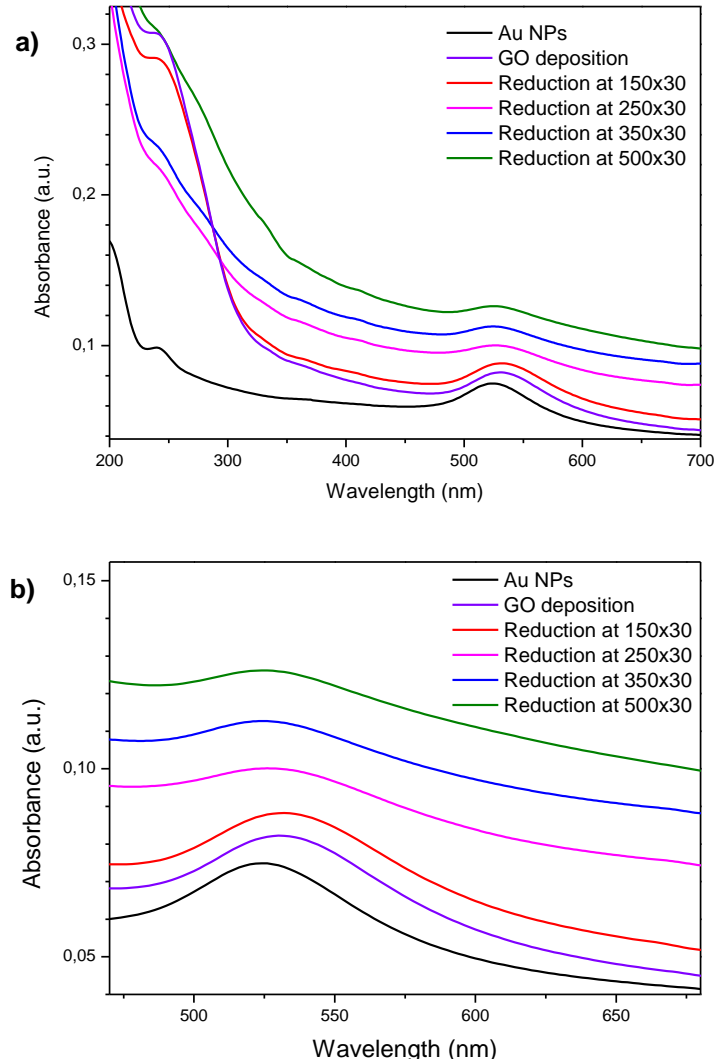 a)
Absorbance (a.u.)
0,3
0,2
0,1
Au NPs
GO deposition
Reduction at 150x30
Reduction at 250x30
Reduction at 350x30
Reduction at 500x30
200 300 400 500 600 700
Wavelength (nm)
b)
Absorbance (a.u.)
0,15
0,10
0,05
Au NPs
GO deposition
Reduction at 150x30
Reduction at 250x30
Reduction at 350x30
Reduction at 500x30
500 550 600 650
Wavelength (nm)